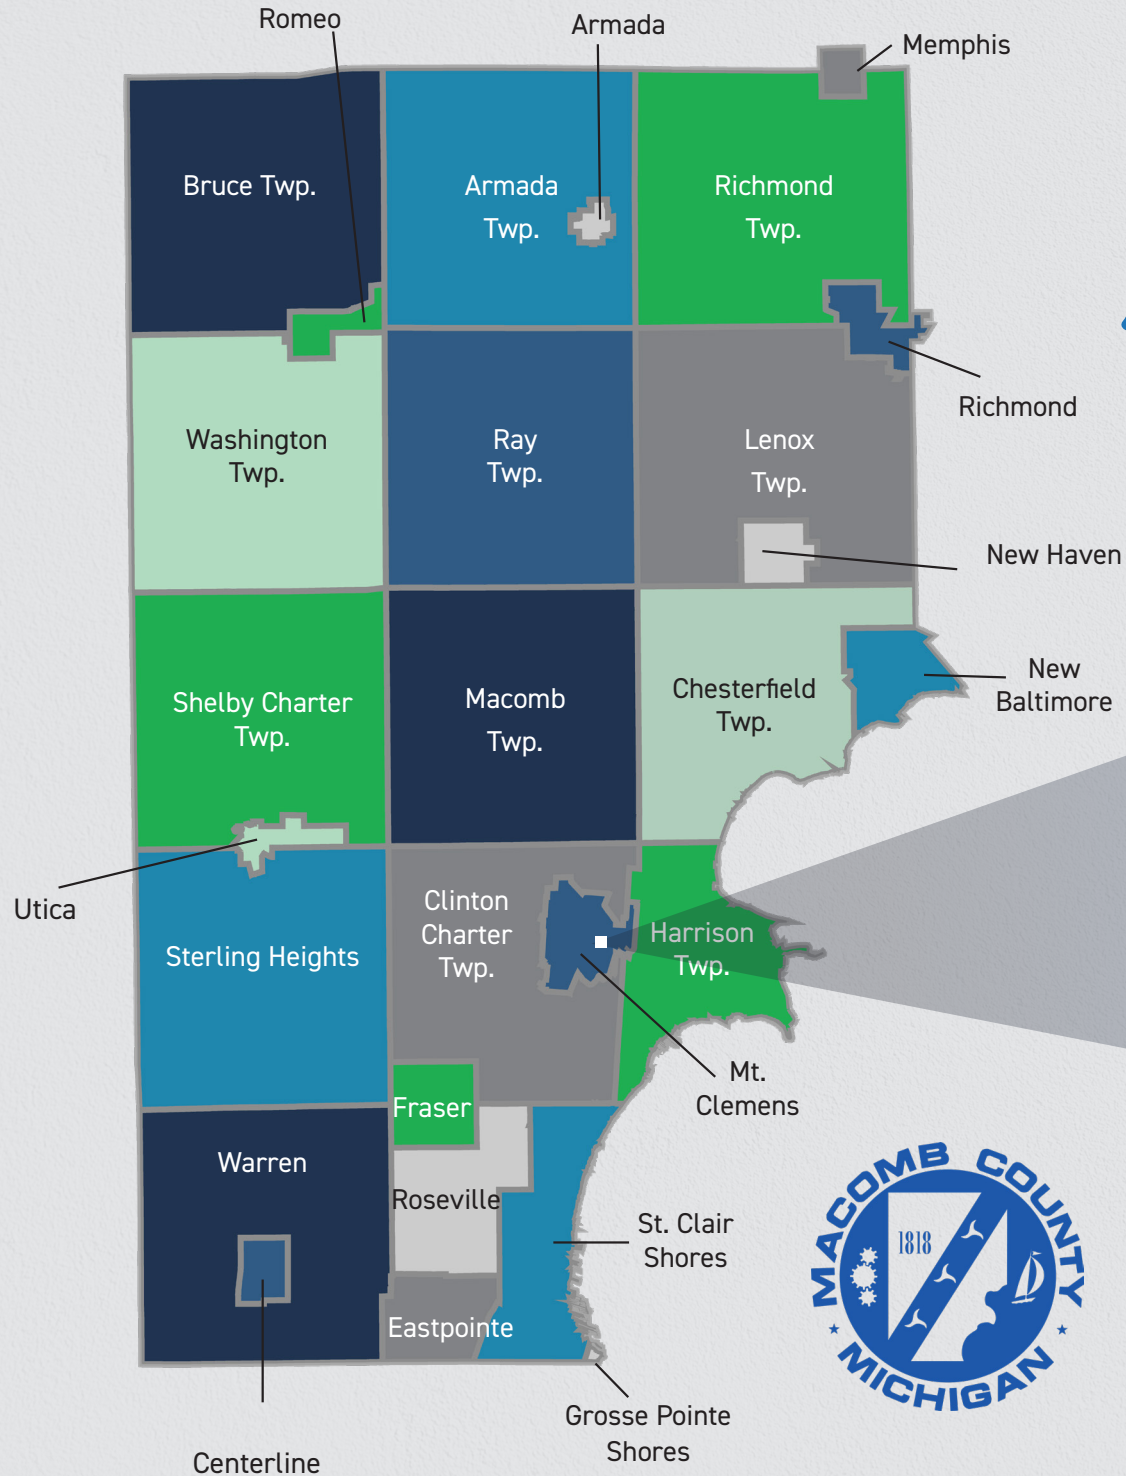 Romeo
Armada
Memphis
Bruce Twp.
Armada
Twp.
Richmond
Twp.
Richmond
Washington
Twp.
Ray
Twp.
Lenox
Twp.
New Haven
Shelby Charter
Twp.
Macomb
Twp.
Chesterfield
Twp.
New
Baltimore
Utica
Sterling Heights
Clinton
Charter
Twp.
Harrison
Twp.
Mt.
Clemens
Fraser
Warren
Roseville
St. Clair
Shores
Eastpointe
Grosse Pointe
Shores
Centerline
MACOMB COUNTY
1818
MICHIGAN